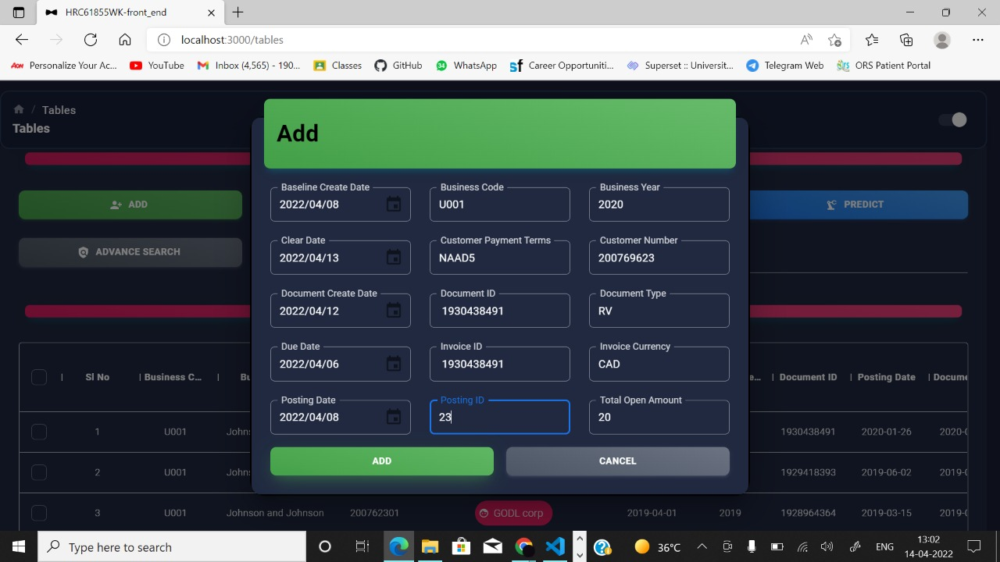 HRC61855WK-front_end
localhost:3000/tables
Personalize Your Ac... YouTube Inbox (4,565) - 190... Classes GitHub WhatsApp Career Opportuniti... Superset :: Universit... Telegram Web ORS Patient Portal
/ Tables
Tables
Add
Baseline Create Date Business Code Business Year
2022/04/08 U001 2020
ADD PREDICT
Clear Date Customer Payment Terms Customer Number
2022/04/13 NAAD5 200769623
ADVANCE SEARCH
Document Create Date Document ID Document Type
2022/04/12 1930438491 RV
Due Date Invoice ID Invoice Currency
2022/04/06 1930438491 CAD
Sl No Business C... Bu e... Document ID Posting Date Docume
Posting Date Posting ID Total Open Amount
2022/04/08 23 20
1 U001 Johns 1930438491 2020-01-26 2020-0
ADD CANCEL
2 U001 Johns 1929418393 2019-06-02 2019-0
3 U001 Johnson and Johnson 200762301 GODL corp 2019-04-01 2019 1928964364 2019-03-15 2019-0
Type here to search 36°C ENG 13:02
14-04-2022